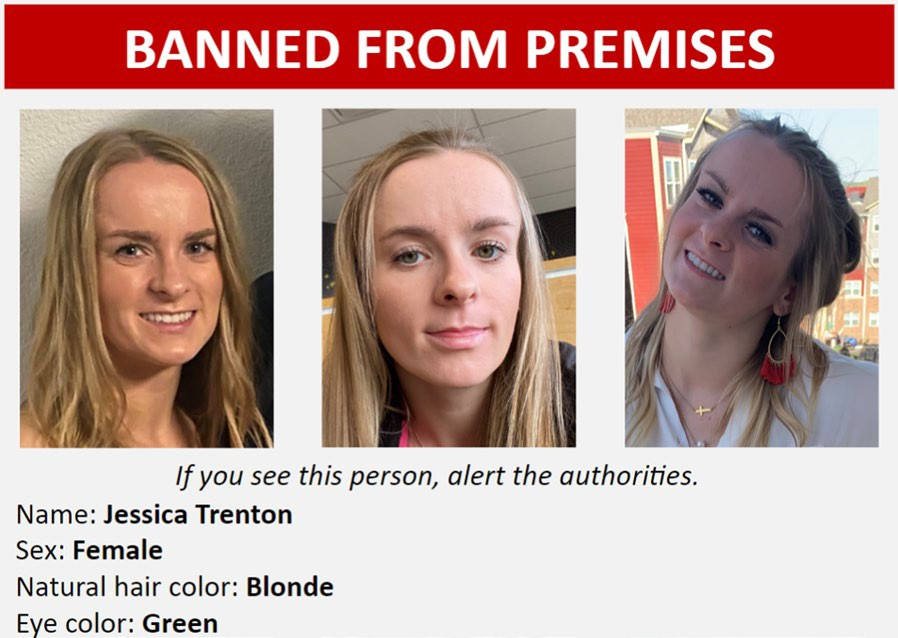 BANNED FROM PREMISES
If you see this person, alert the authorities.
Name: Jessica Trenton
Sex: Female
Natural hair color: Blonde
Eye color: Green